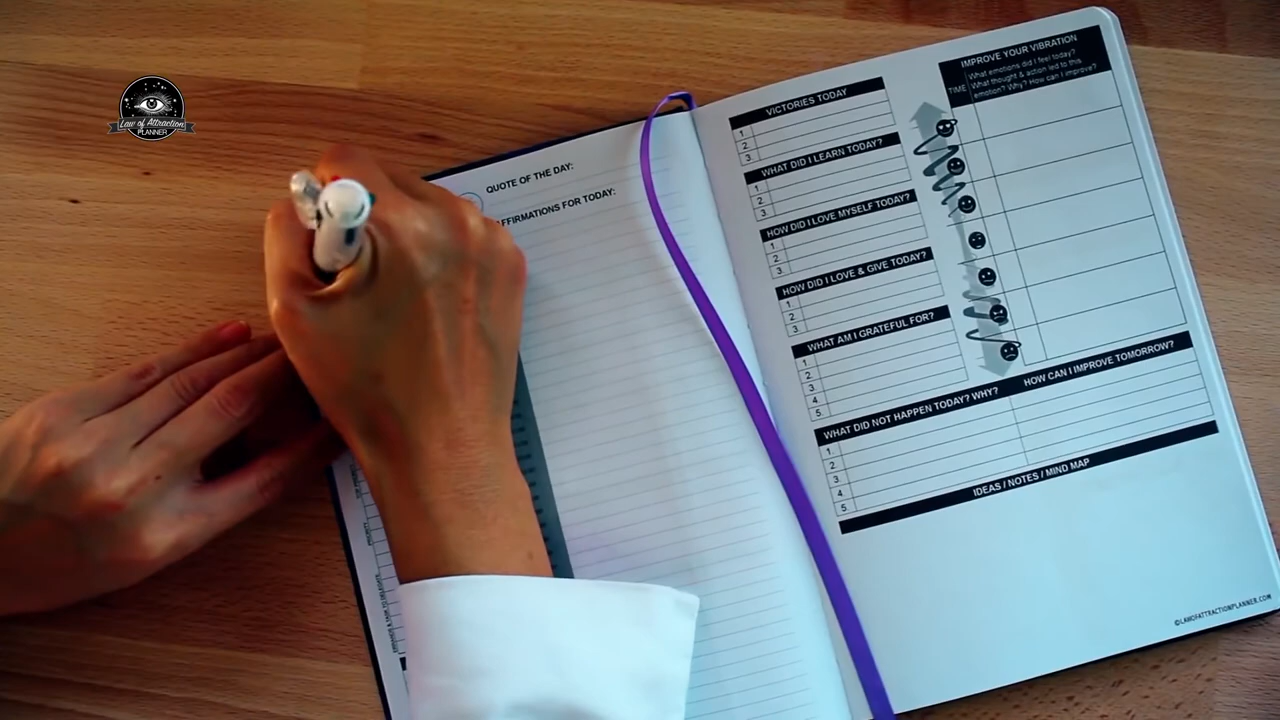 Law of Attraction
PLANNER
QUOTE OF THE DAY:
AFFIRMATIONS FOR TODAY:
VICTORIES TODAY
1
2
3
WHAT DID I LEARN TODAY?
1
2
3.
HOW DID I LOVE MYSELF TODAY?
1
2
3.
HOW DID I LOVE & GIVE TODAY?
1
2
3.
WHAT AM I GRATEFUL FOR?
1
2.
3.
4
5.
IMPROVE YOUR VIBRATION
TIME
What emotions did I feel today?
What thought & action led to this
emotion? Why? How can I improve?
WHAT DID NOT HAPPEN TODAY? WHY?
HOW CAN I IMPROVE TOMORROW?
1.
2.
3.
4
5.
IDEAS / NOTES / MIND MAP
©LAWOFATTRACTIONPLANNER.COM